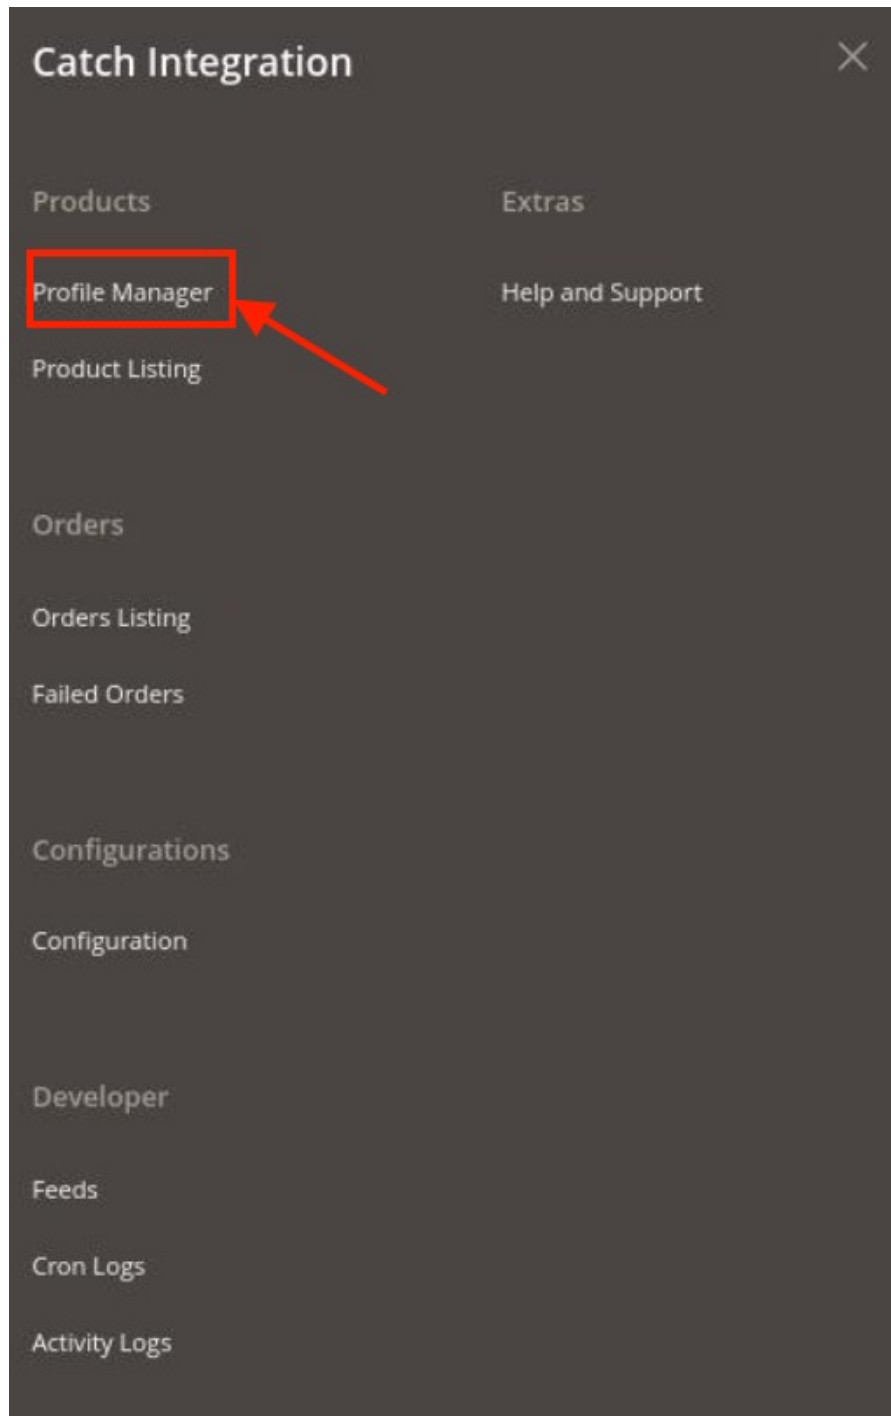 Catch Integration
Products
Profile Manager
Product Listing
Orders
Orders Listing
Failed Orders
Configurations
Configuration
Developer
Feeds
Cron Logs
Activity Logs
Extras
Help and Support